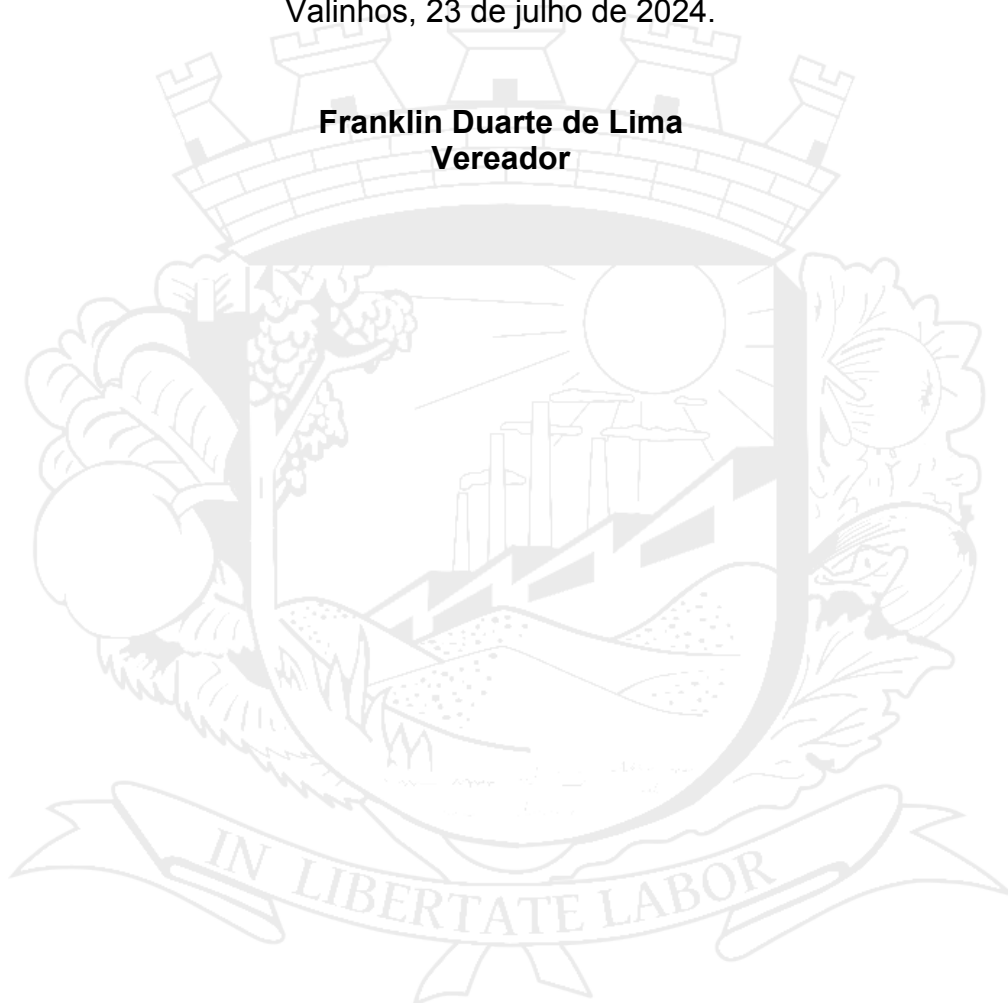 Valinhos, 23 de julho de 2024.
Franklin Duarte de Lima
Vereador
IN LIBERTATE LABOR